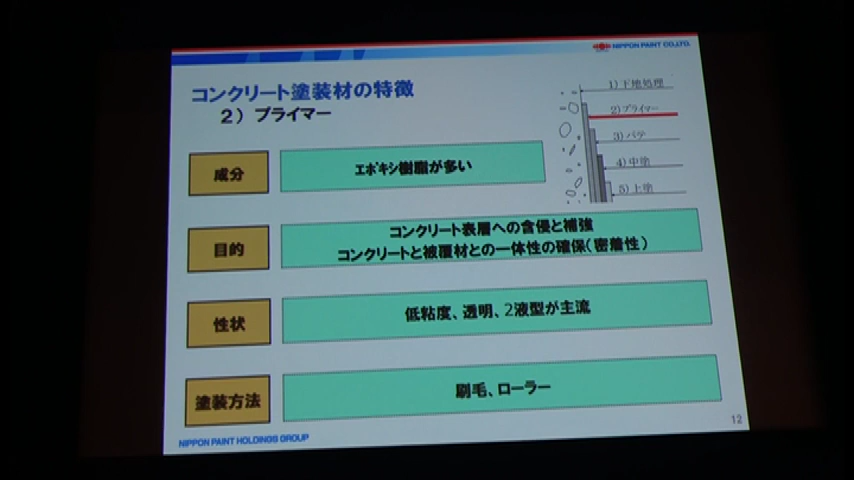 NIPPON PAINT CO.,LTD.
コンクリート塗装材の特徴
2) プライマー
1) 下地処理
2) プライマー
3) パテ
4) 中塗
5) 上塗
成分
エポキシ樹脂が多い
目的
コンクリート表層への含侵と補強
コンクリートと被覆材との一体性の確保(密着性)
性状
低粘度、透明、2液型が主流
塗装方法
刷毛、ローラー
NIPPON PAINT HOLDINGS GROUP
12